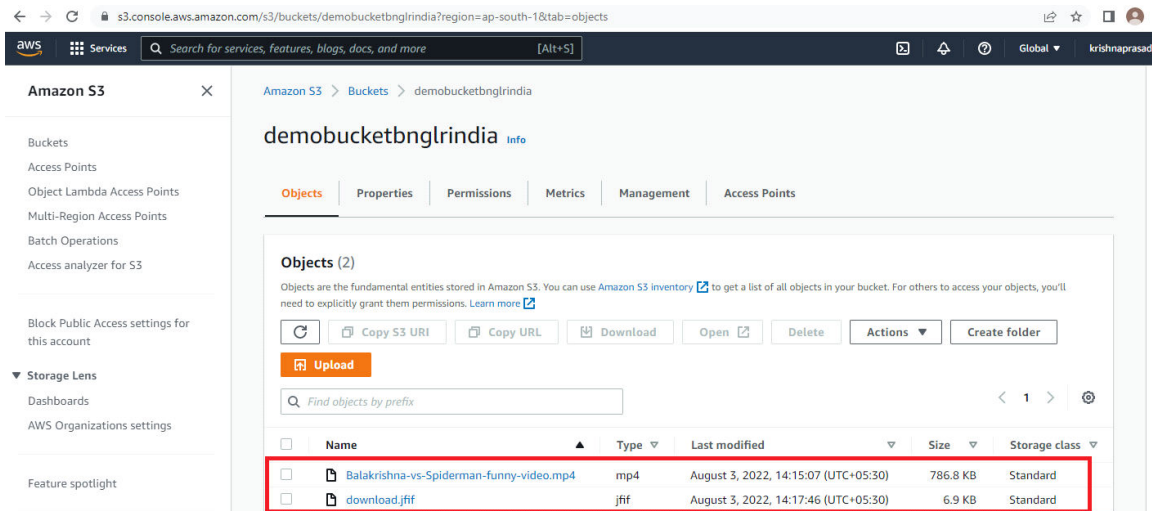 s3.console.aws.amazon.com/s3/buckets/demobucketbnglrindia?region=ap-south-1&tab=objects
aws Services Search for services, features, blogs, docs, and more [Alt+S] Global krishnaprasad
Amazon S3
Buckets
Access Points
Object Lambda Access Points
Multi-Region Access Points
Batch Operations
Access analyzer for S3
Block Public Access settings for
this account
Storage Lens
Dashboards
AWS Organizations settings
Feature spotlight
Amazon S3 > Buckets > demobucketbnglrindia
demobucketbnglrindia Info
Objects Properties Permissions Metrics Management Access Points
Objects (2)
Objects are the fundamental entities stored in Amazon S3. You can use Amazon S3 inventory to get a list of all objects in your bucket. For others to access your objects, you'll
need to explicitly grant them permissions. Learn more
Copy S3 URI Copy URL Download Open Delete Actions Create folder
Upload
Find objects by prefix 1
Name Type Last modified Size Storage class
Balakrishna-vs-Spiderman-funny-video.mp4 mp4 August 3, 2022, 14:15:07 (UTC+05:30) 786.8 KB Standard
download.jfif jfif August 3, 2022, 14:17:46 (UTC+05:30) 6.9 KB Standard